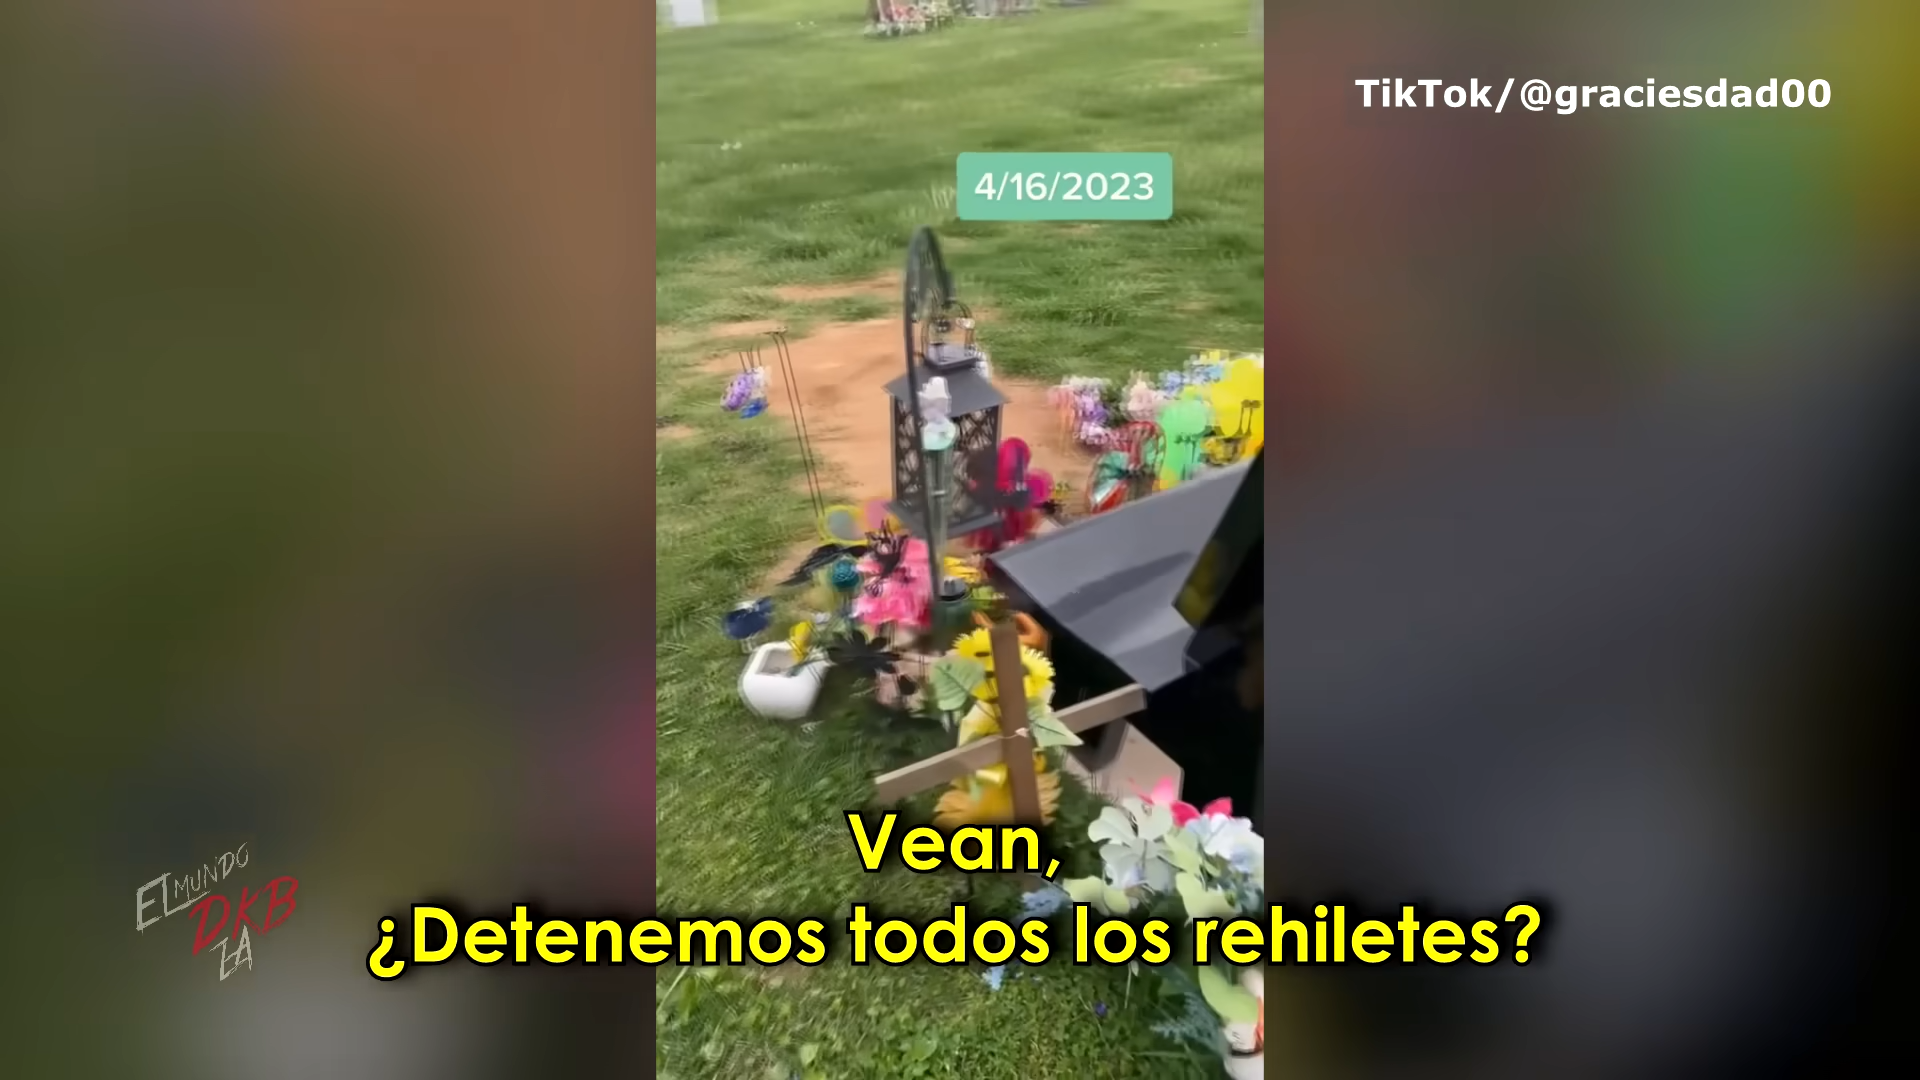 TikTok/@graciesdad00
4/16/2023
Vean,
¿Detenemos todos los rehiletes?
EL MUNDO
DKB
ZA